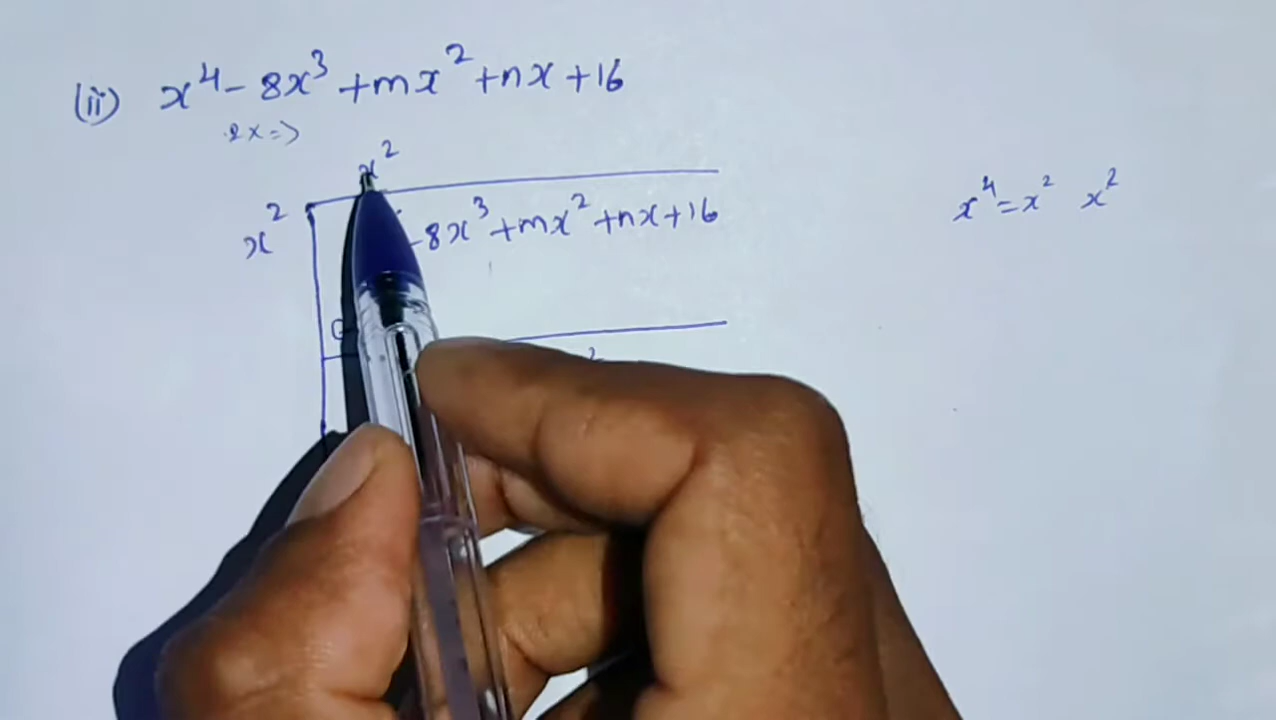 (ii) x⁴ - 8x³ + mx² + nx + 16
2x =>
x²
x² - 8x³ + mx² + nx + 16
x⁴ = x² x²